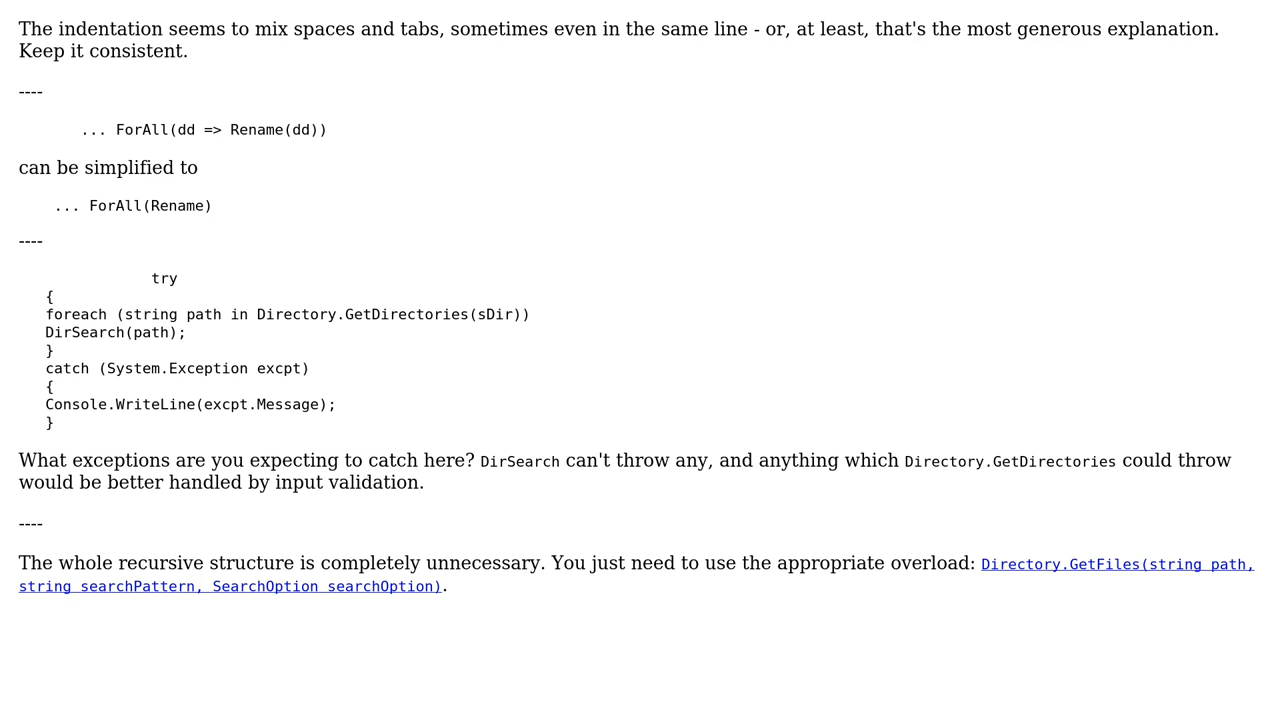 The indentation seems to mix spaces and tabs, sometimes even in the same line - or, at least, that's the most generous explanation.
Keep it consistent.
----
... ForAll(dd => Rename(dd))
can be simplified to
... ForAll(Rename)
----
try
{
foreach (string path in Directory.GetDirectories(sDir))
DirSearch(path);
}
catch (System.Exception excpt)
{
Console.WriteLine(excpt.Message);
}
What exceptions are you expecting to catch here? DirSearch can't throw any, and anything which Directory.GetDirectories could throw
would be better handled by input validation.
----
The whole recursive structure is completely unnecessary. You just need to use the appropriate overload: Directory.GetFiles(string path,
string searchPattern, SearchOption searchOption).